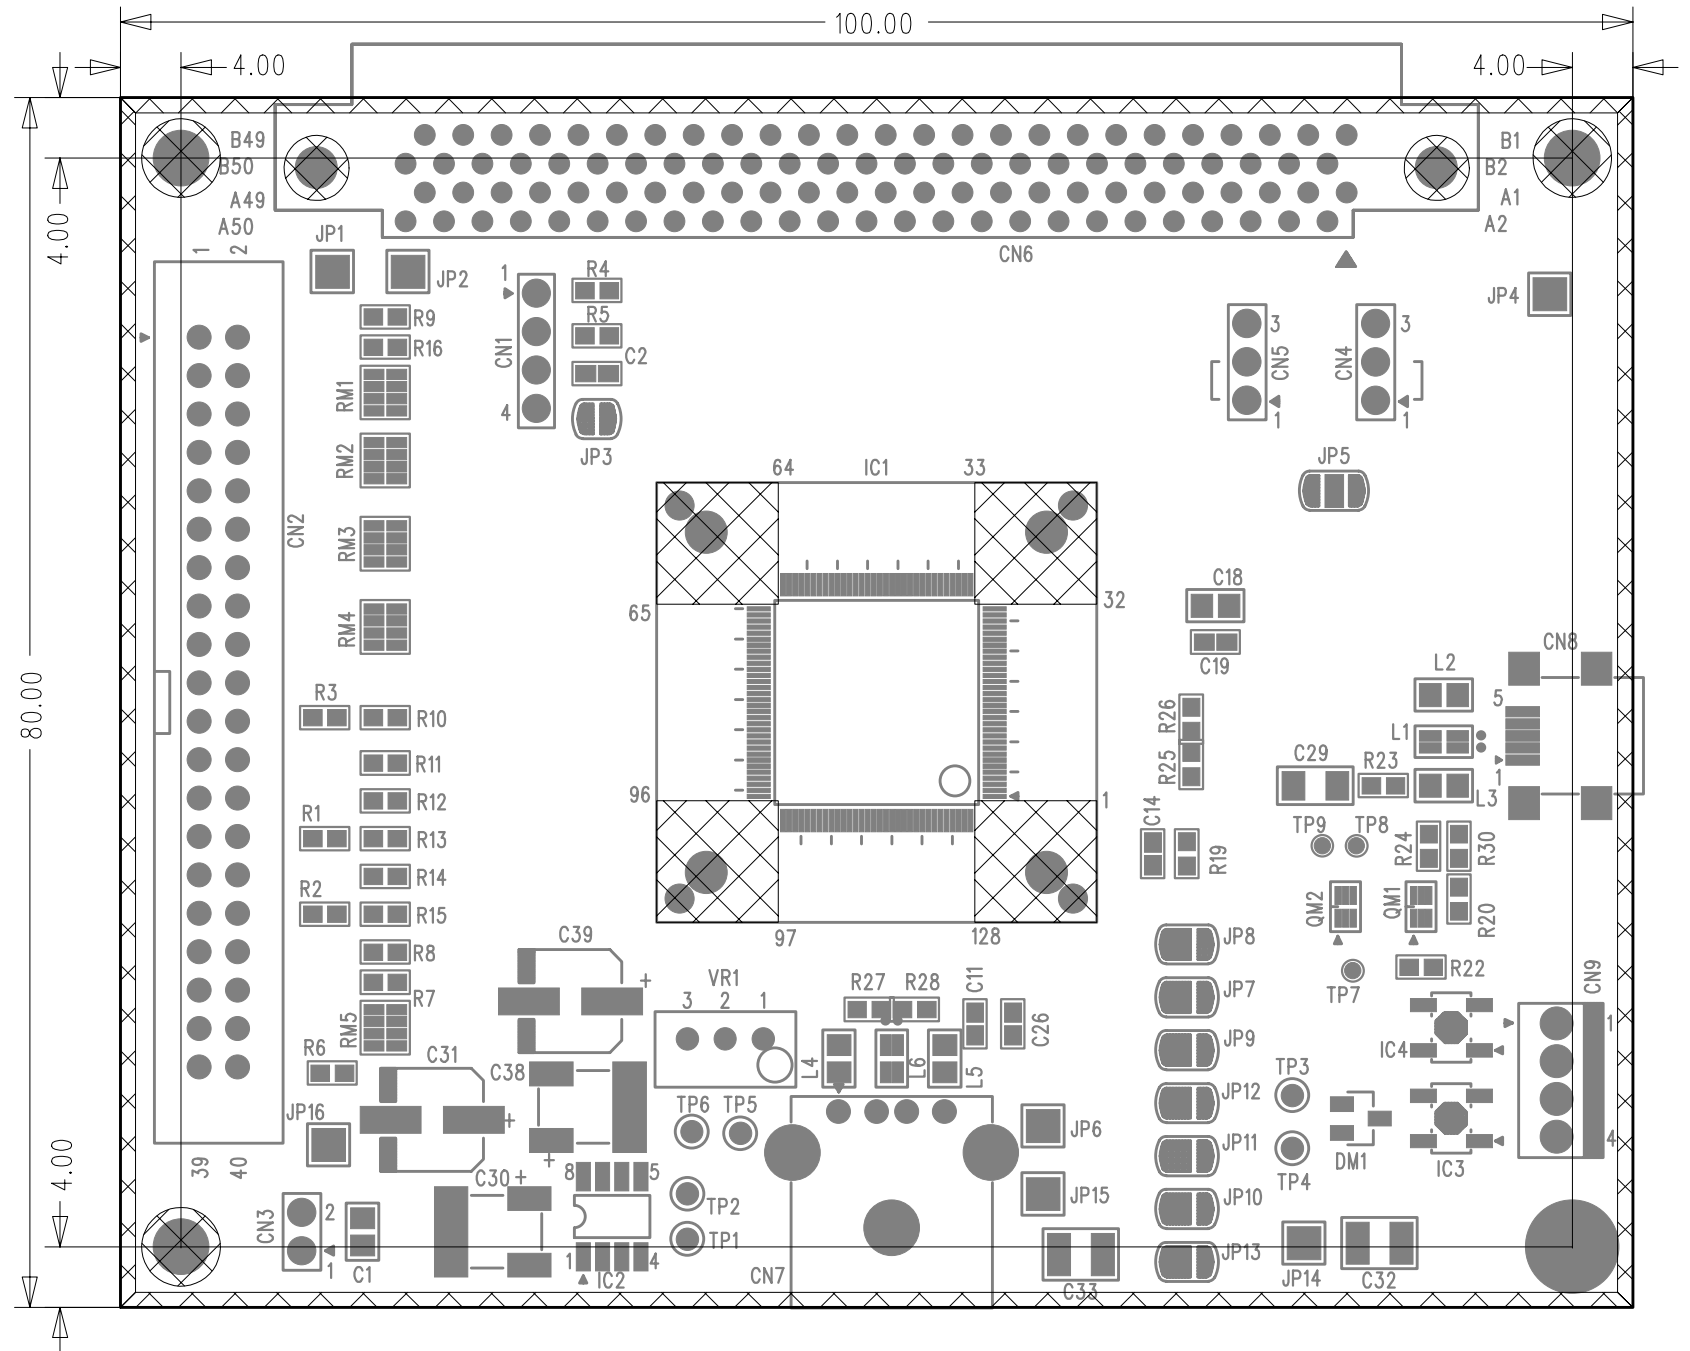 100.00
4.00
4.00
B49
B50
A49
A50
B1
B2
A1
A2
4.00
1
2
JP1
JP2
CN6
JP4
1
R4
R9
R5
3
3
R16
CN1
C2
CN5
CN4
RM1
4
1
1
JP3
RM2
64
IC1
33
JP5
CN2
RM3
C18
65
32
RM4
C19
CN8
80.00
L2
R3
5
R10
R26
L1
R11
R25
C29
R23
1
96
R12
1
L3
R1
C14
TP9
TP8
R13
R19
R24
R30
R14
R2
QM2
QM1
R15
R20
97
128
C39
JP8
R8
+
VR1
R27
R28
C11
R22
CN9
R7
3
2
1
JP7
TP7
RM5
C26
1
R6
C31
JP9
IC4
C38
L4
L6
L5
TP3
JP16
TP6
TP5
JP12
+
JP6
4
JP11
4.00
39
40
+
8
5
TP4
DM1
IC3
C30
+
JP15
TP2
JP10
CN3
2
TP1
JP13
1
C1
1
IC2
4
CN7
C33
JP14
C32